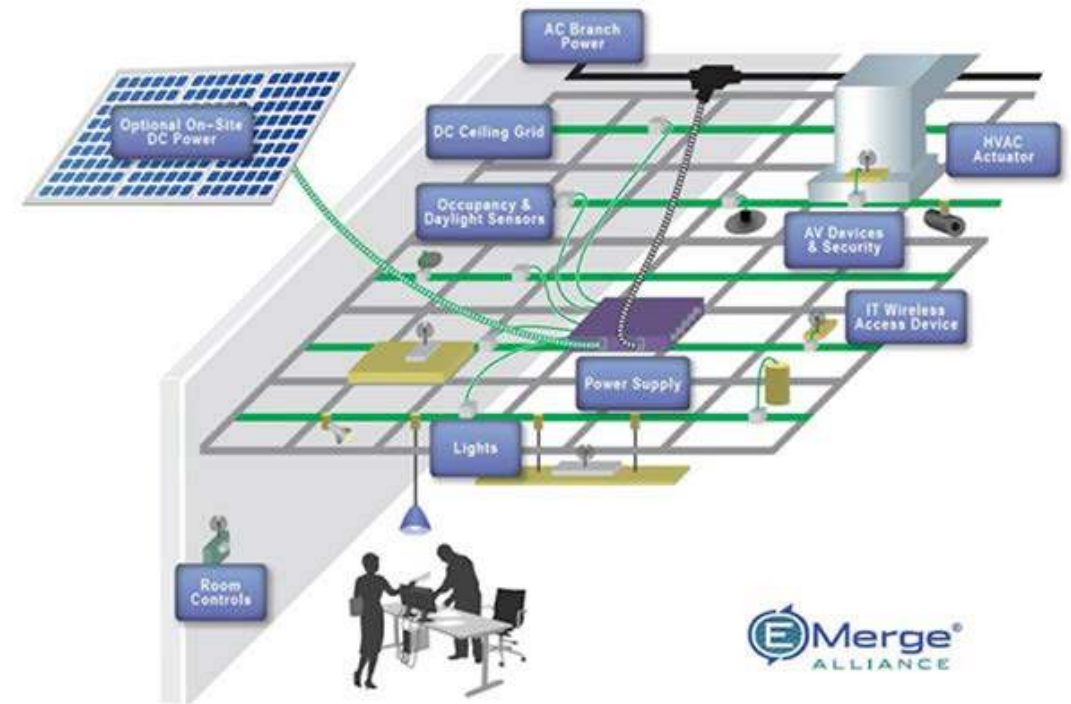 AC Branch
Power
Optional On-Site
DC Power
DC Ceiling Grid
HVAC
Actuator
Occupancy &
Daylight Sensors
AV Devices
& Security
IT Wireless
Access Device
Power Supply
Lights
Room
Controls
EMerge®
ALLIANCE